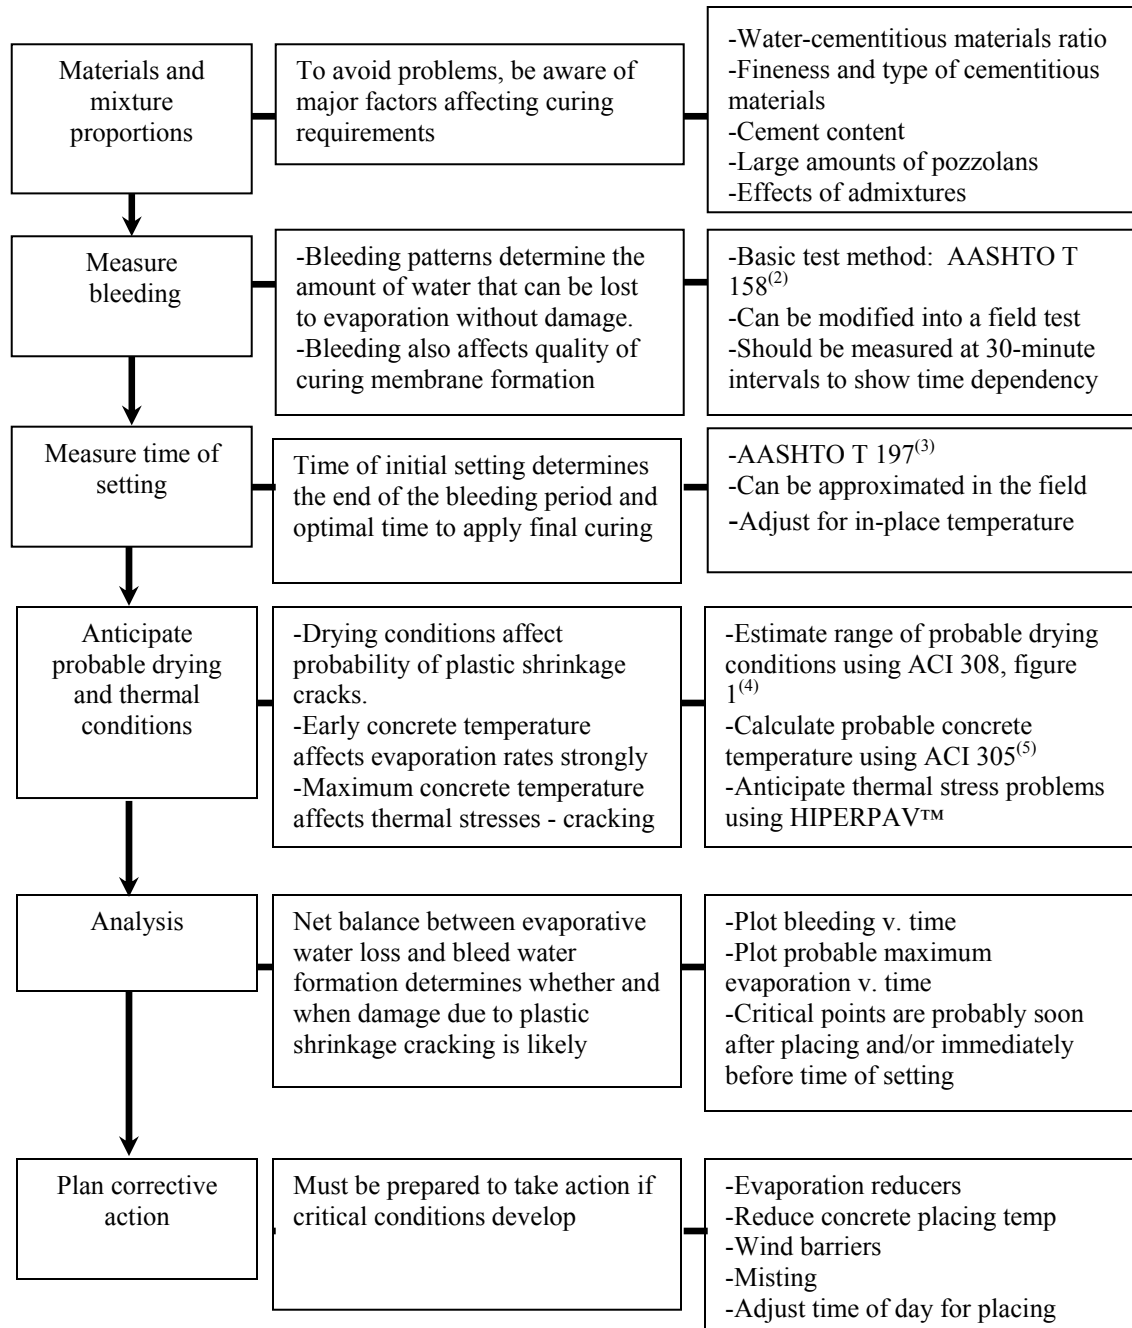 Materials and
mixture
proportions
To avoid problems, be aware of
major factors affecting curing
requirements
-Water-cementitious materials ratio
-Fineness and type of cementitious
materials
-Cement content
-Large amounts of pozzolans
-Effects of admixtures
Measure
bleeding
-Bleeding patterns determine the
amount of water that can be lost
to evaporation without damage.
-Bleeding also affects quality of
curing membrane formation
-Basic test method:  AASHTO T
158(2)
-Can be modified into a field test
-Should be measured at 30-minute
intervals to show time dependency
Measure time of
setting
Time of initial setting determines
the end of the bleeding period and
optimal time to apply final curing
-AASHTO T 197(3)
-Can be approximated in the field
-Adjust for in-place temperature
Anticipate
probable drying
and thermal
conditions
-Drying conditions affect
probability of plastic shrinkage
cracks.
-Early concrete temperature
affects evaporation rates strongly
-Maximum concrete temperature
affects thermal stresses - cracking
-Estimate range of probable drying
conditions using ACI 308, figure
1(4)
-Calculate probable concrete
temperature using ACI 305(5)
-Anticipate thermal stress problems
using HIPERPAV™
Analysis
Net balance between evaporative
water loss and bleed water
formation determines whether and
when damage due to plastic
shrinkage cracking is likely
-Plot bleeding v. time
-Plot probable maximum
evaporation v. time
-Critical points are probably soon
after placing and/or immediately
before time of setting
Plan corrective
action
Must be prepared to take action if
critical conditions develop
-Evaporation reducers
-Reduce concrete placing temp
-Wind barriers
-Misting
-Adjust time of day for placing